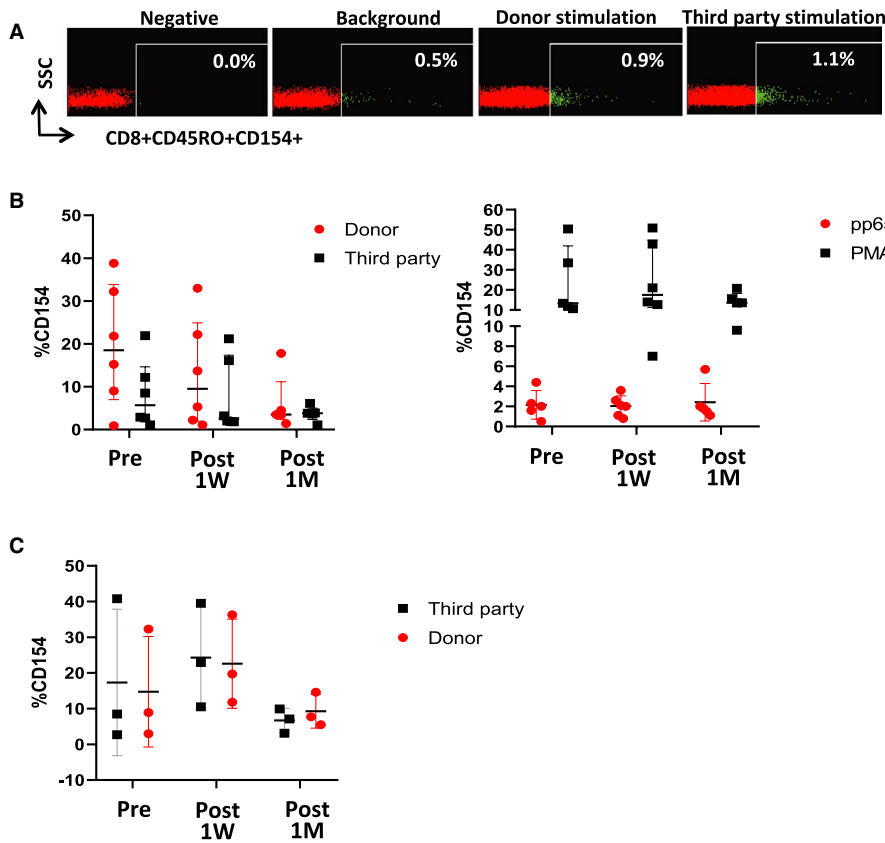 A
Negative
Background
Donor stimulation
Third party stimulation
0.0%
0.5%
0.9%
1.1%
SSC
CD8+CD45RO+CD154+
B
50
40
30
20
10
0
%CD154
Donor
Third party
Pre
Post
1W
Post
1M
60
50
40
30
20
10
10
8
6
4
2
0
%CD154
Pre
Post
1W
Post
1M
C
50
40
30
20
10
0
-10
%CD154
Third party
Donor
Pre
Post
1W
Post
1M